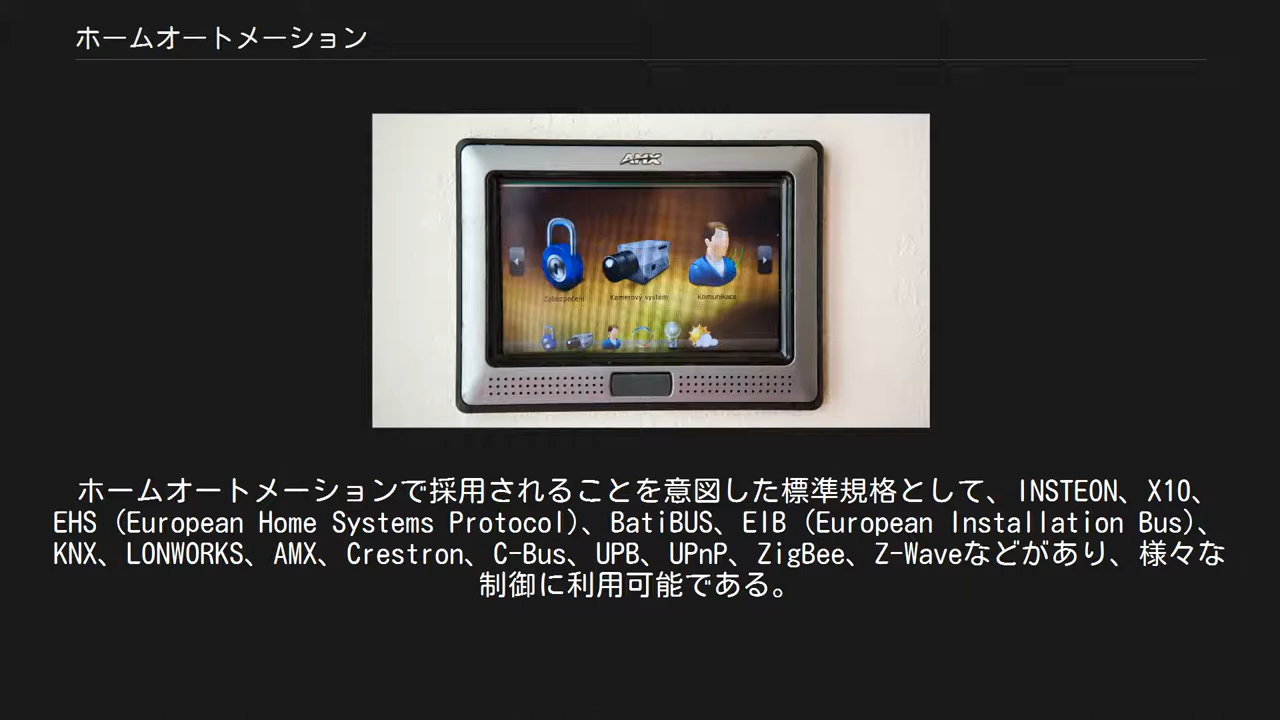 ホームオートメーション
AMX
Zabezpečení
Kamerový systém
Komunikace
ホームオートメーションで採用されることを意図した標準規格として、INSTEON、X10、
EHS (European Home Systems Protocol)、BatiBUS、EIB (European Installation Bus)、
KNX、LONWORKS、AMX、Crestron、C-Bus、UPB、UPnP、ZigBee、Z-Waveなどがあり、様々な
制御に利用可能である。